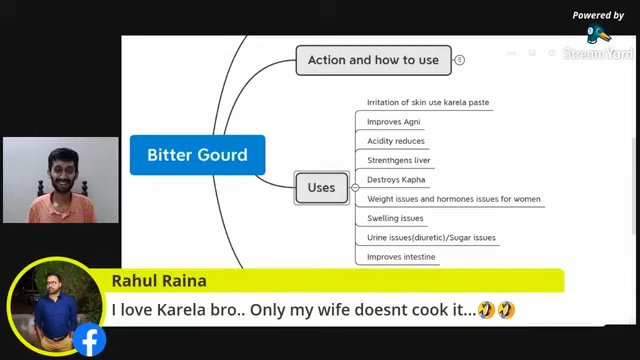 Powered by
StreamYard
Action and how to use
5
Irritation of skin use karela paste
Improves Agni
Acidity reduces
Bitter Gourd
Strenthgens liver
Uses
Destroys Kapha
Weight issues and hormones issues for women
Swelling issues
Urine issues(diuretic)/Sugar issues
Improves intestine
Rahul Raina
I love Karela bro.. Only my wife doesnt cook it...🤣🤣
f